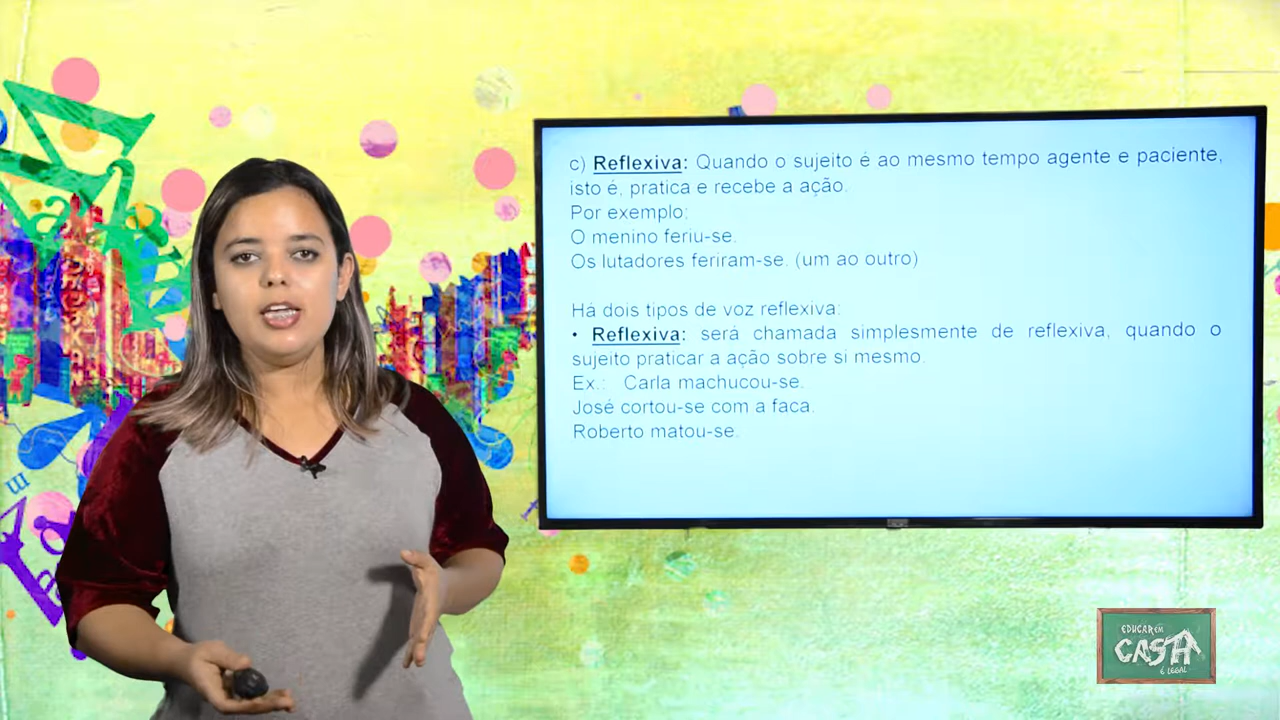 c) Reflexiva: Quando o sujeito é ao mesmo tempo agente e paciente,
isto é, pratica e recebe a ação.
Por exemplo:
O menino feriu-se.
Os lutadores feriram-se. (um ao outro)
Há dois tipos de voz reflexiva:
• Reflexiva: será chamada simplesmente de reflexiva, quando o
sujeito praticar a ação sobre si mesmo.
Ex.: Carla machucou-se.
José cortou-se com a faca.
Roberto matou-se.
EDUCAR EM
CASA
É LEGAL